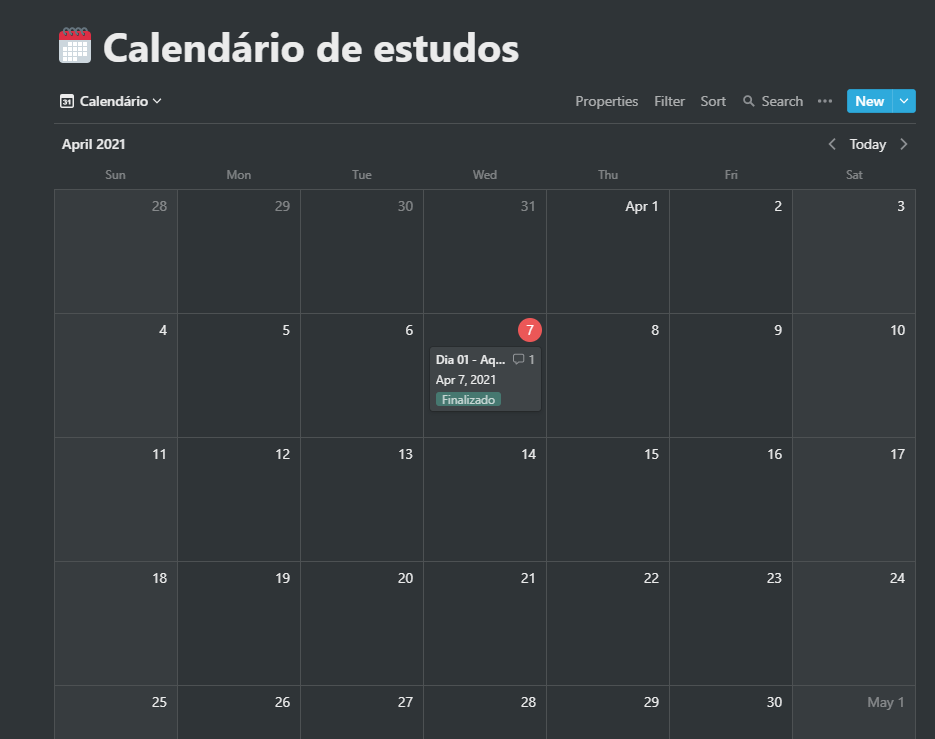 Calendário de estudos
31 Calendário
Properties Filter Sort Search ••• New
April 2021 Today
Sun Mon Tue Wed Thu Fri Sat
28 29 30 31 Apr 1 2 3
4 5 6 7 8 9 10
Dia 01 - Aq... 1
Apr 7, 2021
Finalizado
11 12 13 14 15 16 17
18 19 20 21 22 23 24
25 26 27 28 29 30 May 1